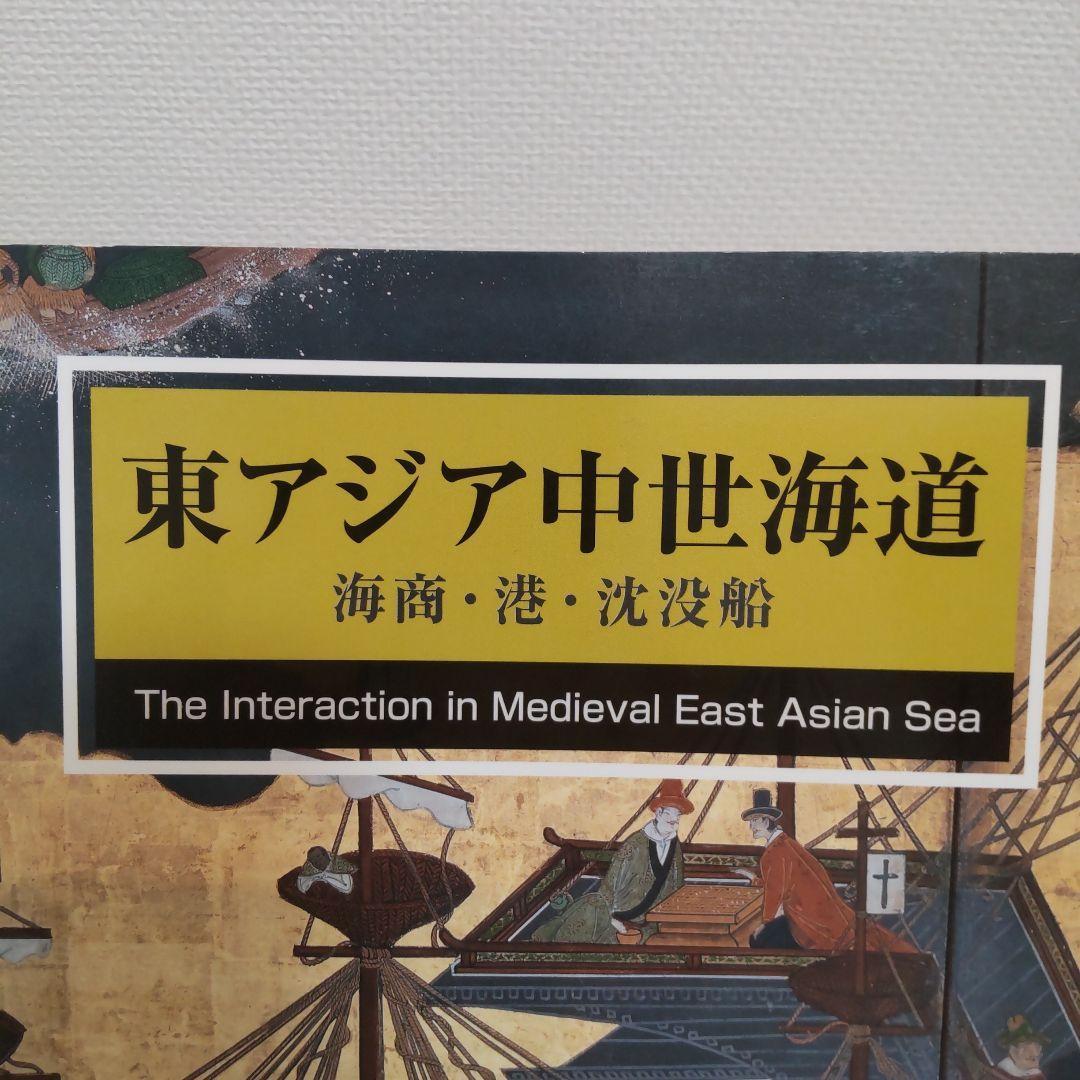 東アジア中世海道
海商・港・沈没船
The Interaction in Medieval East Asian Sea